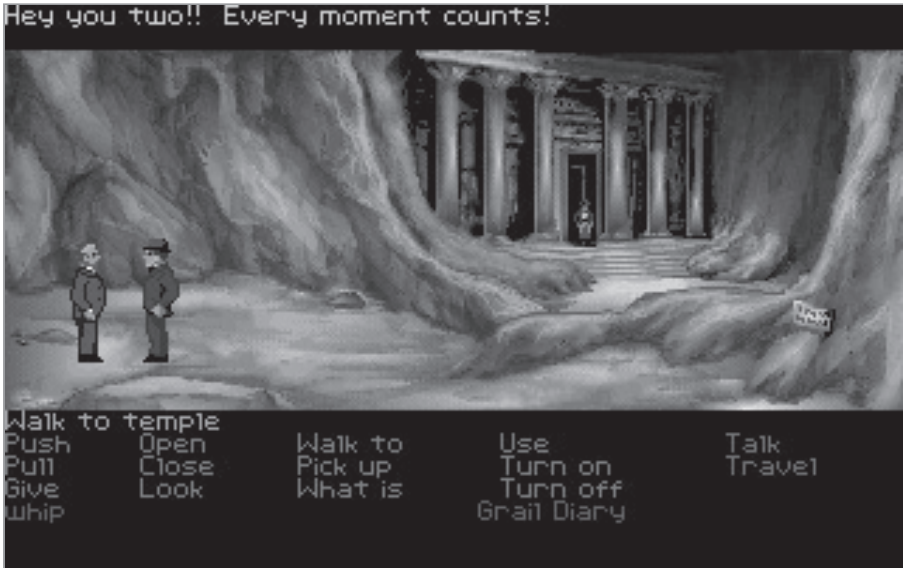 Hey you two!! Every moment counts!
Walk to temple
Push Open Walk to Use Talk
Pull Close Pick up Turn on Travel
Give Look What is Turn off
whip Grail Diary